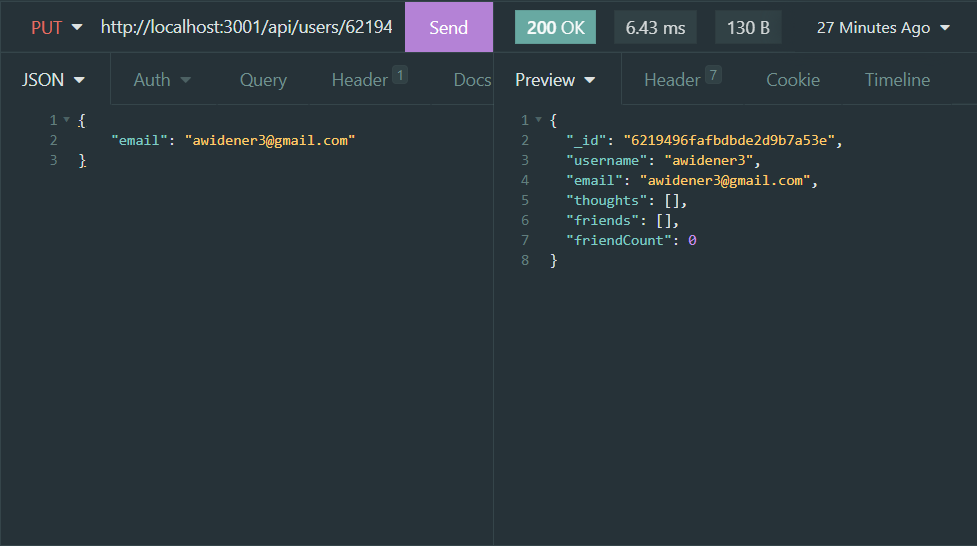 PUT http://localhost:3001/api/users/62194 Send 200 OK 6.43 ms 130 B 27 Minutes Ago
JSON Auth Query Header 1 Docs Preview Header 7 Cookie Timeline
1 {
2 "email": "awidener3@gmail.com"
3 }
1 {
2 "_id": "6219496fafbdbde2d9b7a53e",
3 "username": "awidener3",
4 "email": "awidener3@gmail.com",
5 "thoughts": [],
6 "friends": [],
7 "friendCount": 0
8 }